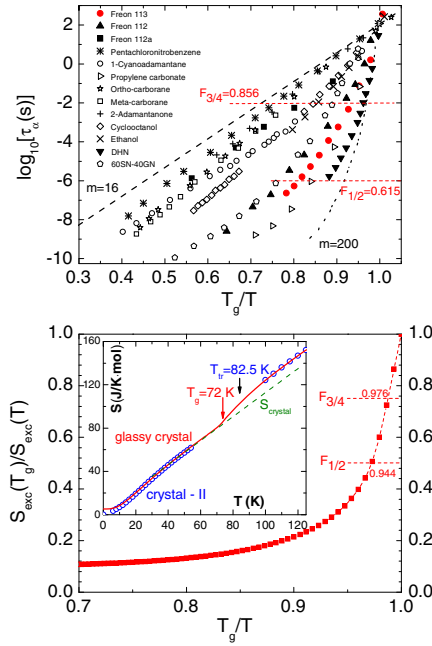 Freon 113
Freon 112
Freon 112a
Pentachloronitrobenzene
1-Cyanoadamantane
Propylene carbonate
Ortho-carborane
Meta-carborane
2-Adamantanone
Cyclooctanol
Ethanol
DHN
60SN-40GN
F3/4=0.856
F1/2=0.615
m=16
m=200
log10[τα(s)]
2
0
-2
-4
-6
-8
-10
0.3 0.4 0.5 0.6 0.7 0.8 0.9 1.0
Tg/T
Sexc(Tg)/Sexc(T)
1.0
0.8
0.6
0.4
0.2
0.0
S(J/K mol)
160
120
80
40
0
Ttr=82.5 K
Tg=72 K
Scrystal
glassy crystal
crystal - II
T (K)
0 20 40 60 80 100 120
F3/4
0.976
F1/2
0.944
0.7 0.8 0.9 1.0
Tg/T